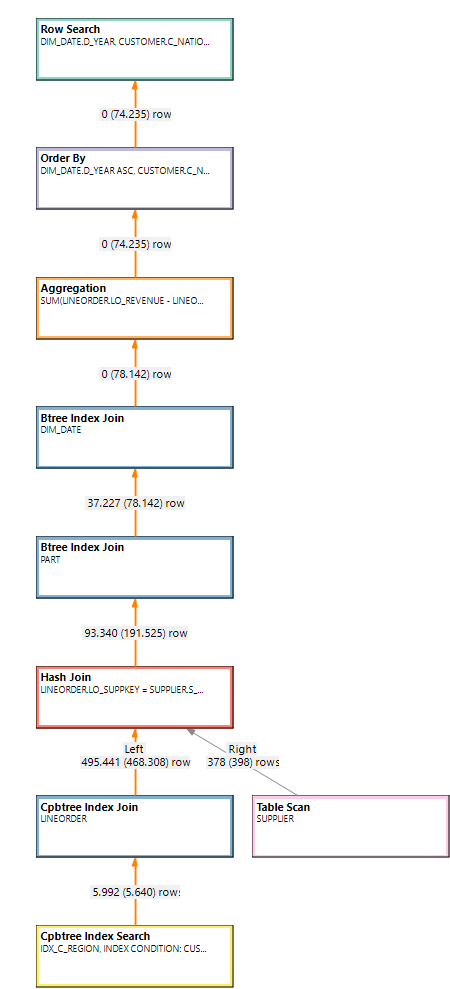 Row Search
DIM_DATE.D_YEAR, CUSTOMER.C_NATIO...
0 (74.235) row
Order By
DIM_DATE.D_YEAR ASC, CUSTOMER.C_N...
0 (74.235) row
Aggregation
SUM(LINEORDER.LO_REVENUE - LINEO...
0 (78.142) row
Btree Index Join
DIM_DATE
37.227 (78.142) row
Btree Index Join
PART
93.340 (191.525) row
Hash Join
LINEORDER.LO_SUPPKEY = SUPPLIER.S_...
Left
495.441 (468.308) row
Right
378 (398) rows
Cpbtree Index Join
LINEORDER
Table Scan
SUPPLIER
5.992 (5.640) rows
Cpbtree Index Search
IDX_C_REGION, INDEX CONDITION: CUS...